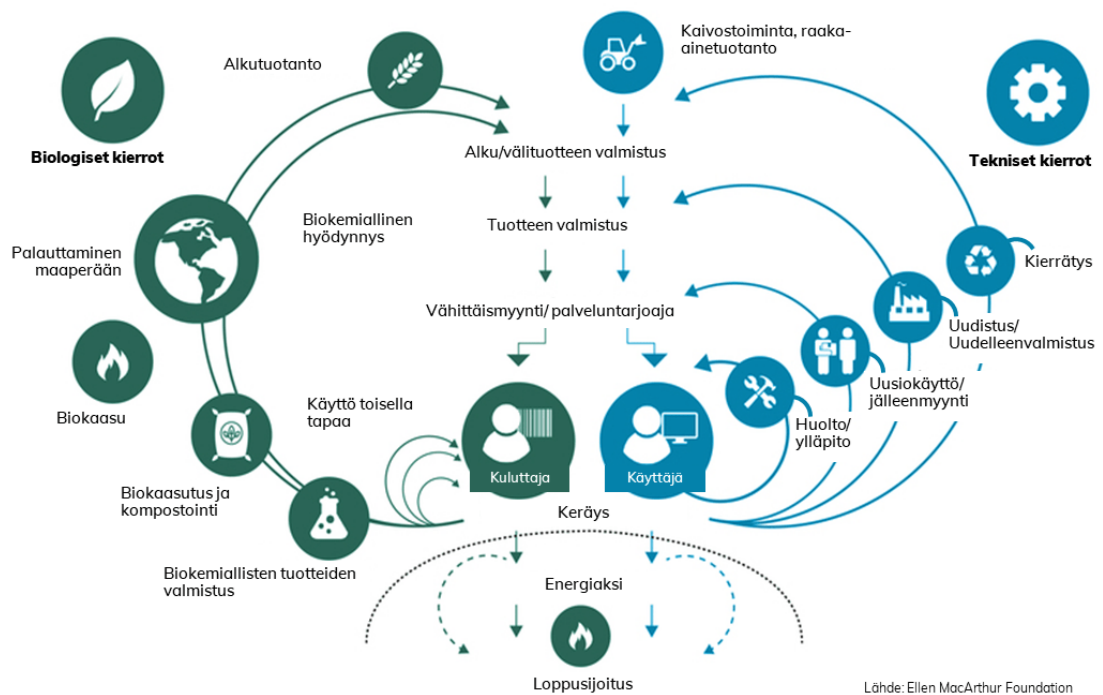 Kaivostoiminta, raaka-
ainetuotanto
Alkutuotanto
Biologiset kierrot
Tekniset kierrot
Alku/välituotteen valmistus
Biokemiallinen
hyödynnys
Tuotteen valmistus
Palauttaminen
maaperään
Kierrätys
Vähittäismyynti/ palveluntarjoaja
Uudistus/
Uudelleenvalmistus
Biokaasu
Käyttö toisella
tapaa
Uusiokäyttö/
jälleenmyynti
Huolto/
ylläpito
Kuluttaja
Käyttäjä
Biokaasutus ja
kompostointi
Keräys
Biokemiallisten tuotteiden
valmistus
Energiaksi
Loppusijoitus
Lähde: Ellen MacArthur Foundation